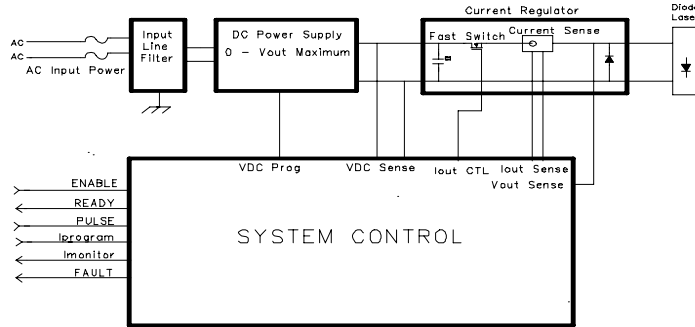 Current Regulator
Diode
Lase
Input
Line
Filter
DC Power Supply
0 - Vout Maximum
Fast Switch
Current Sense
AC
AC
AC Input Power
VDC Prog
VDC Sense
Iout CTL
Iout Sense
Vout Sense
ENABLE
READY
PULSE
Iprogram
Imonitor
FAULT
SYSTEM CONTROL